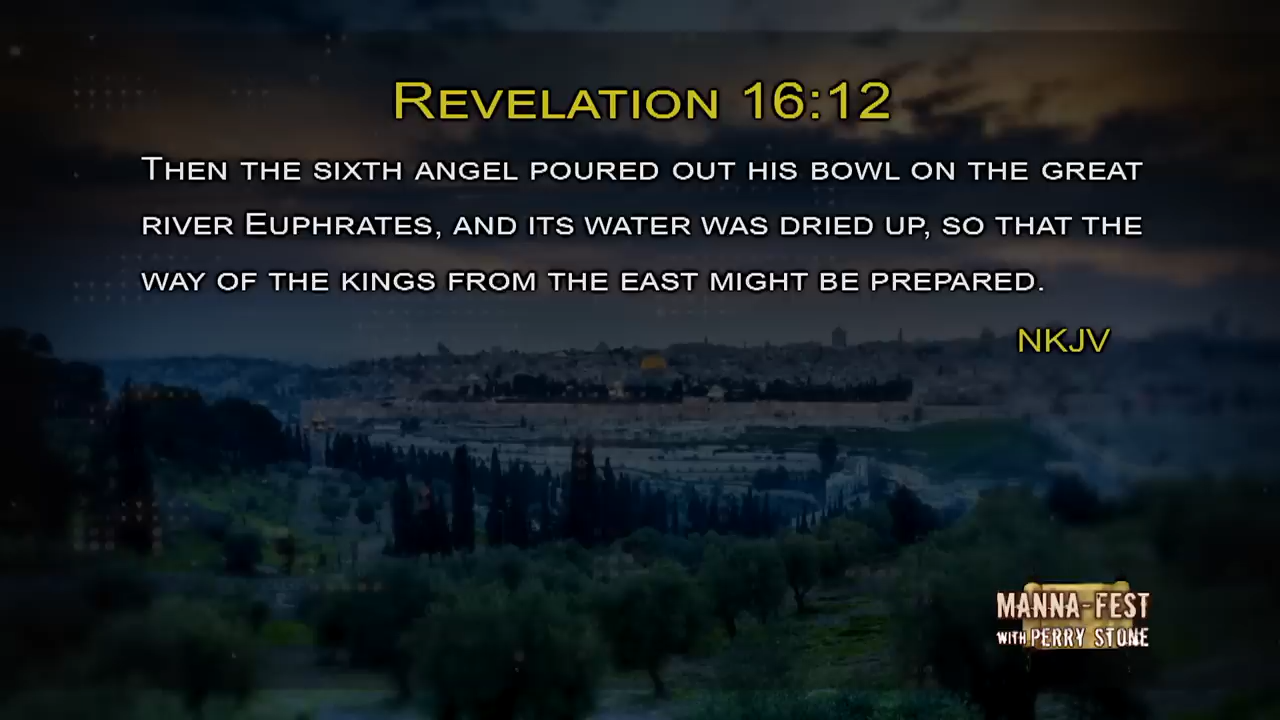 Revelation 16:12
Then the sixth angel poured out his bowl on the great
river Euphrates, and its water was dried up, so that the
way of the kings from the east might be prepared.
NKJV
MANNA-FEST
WITH PERRY STONE